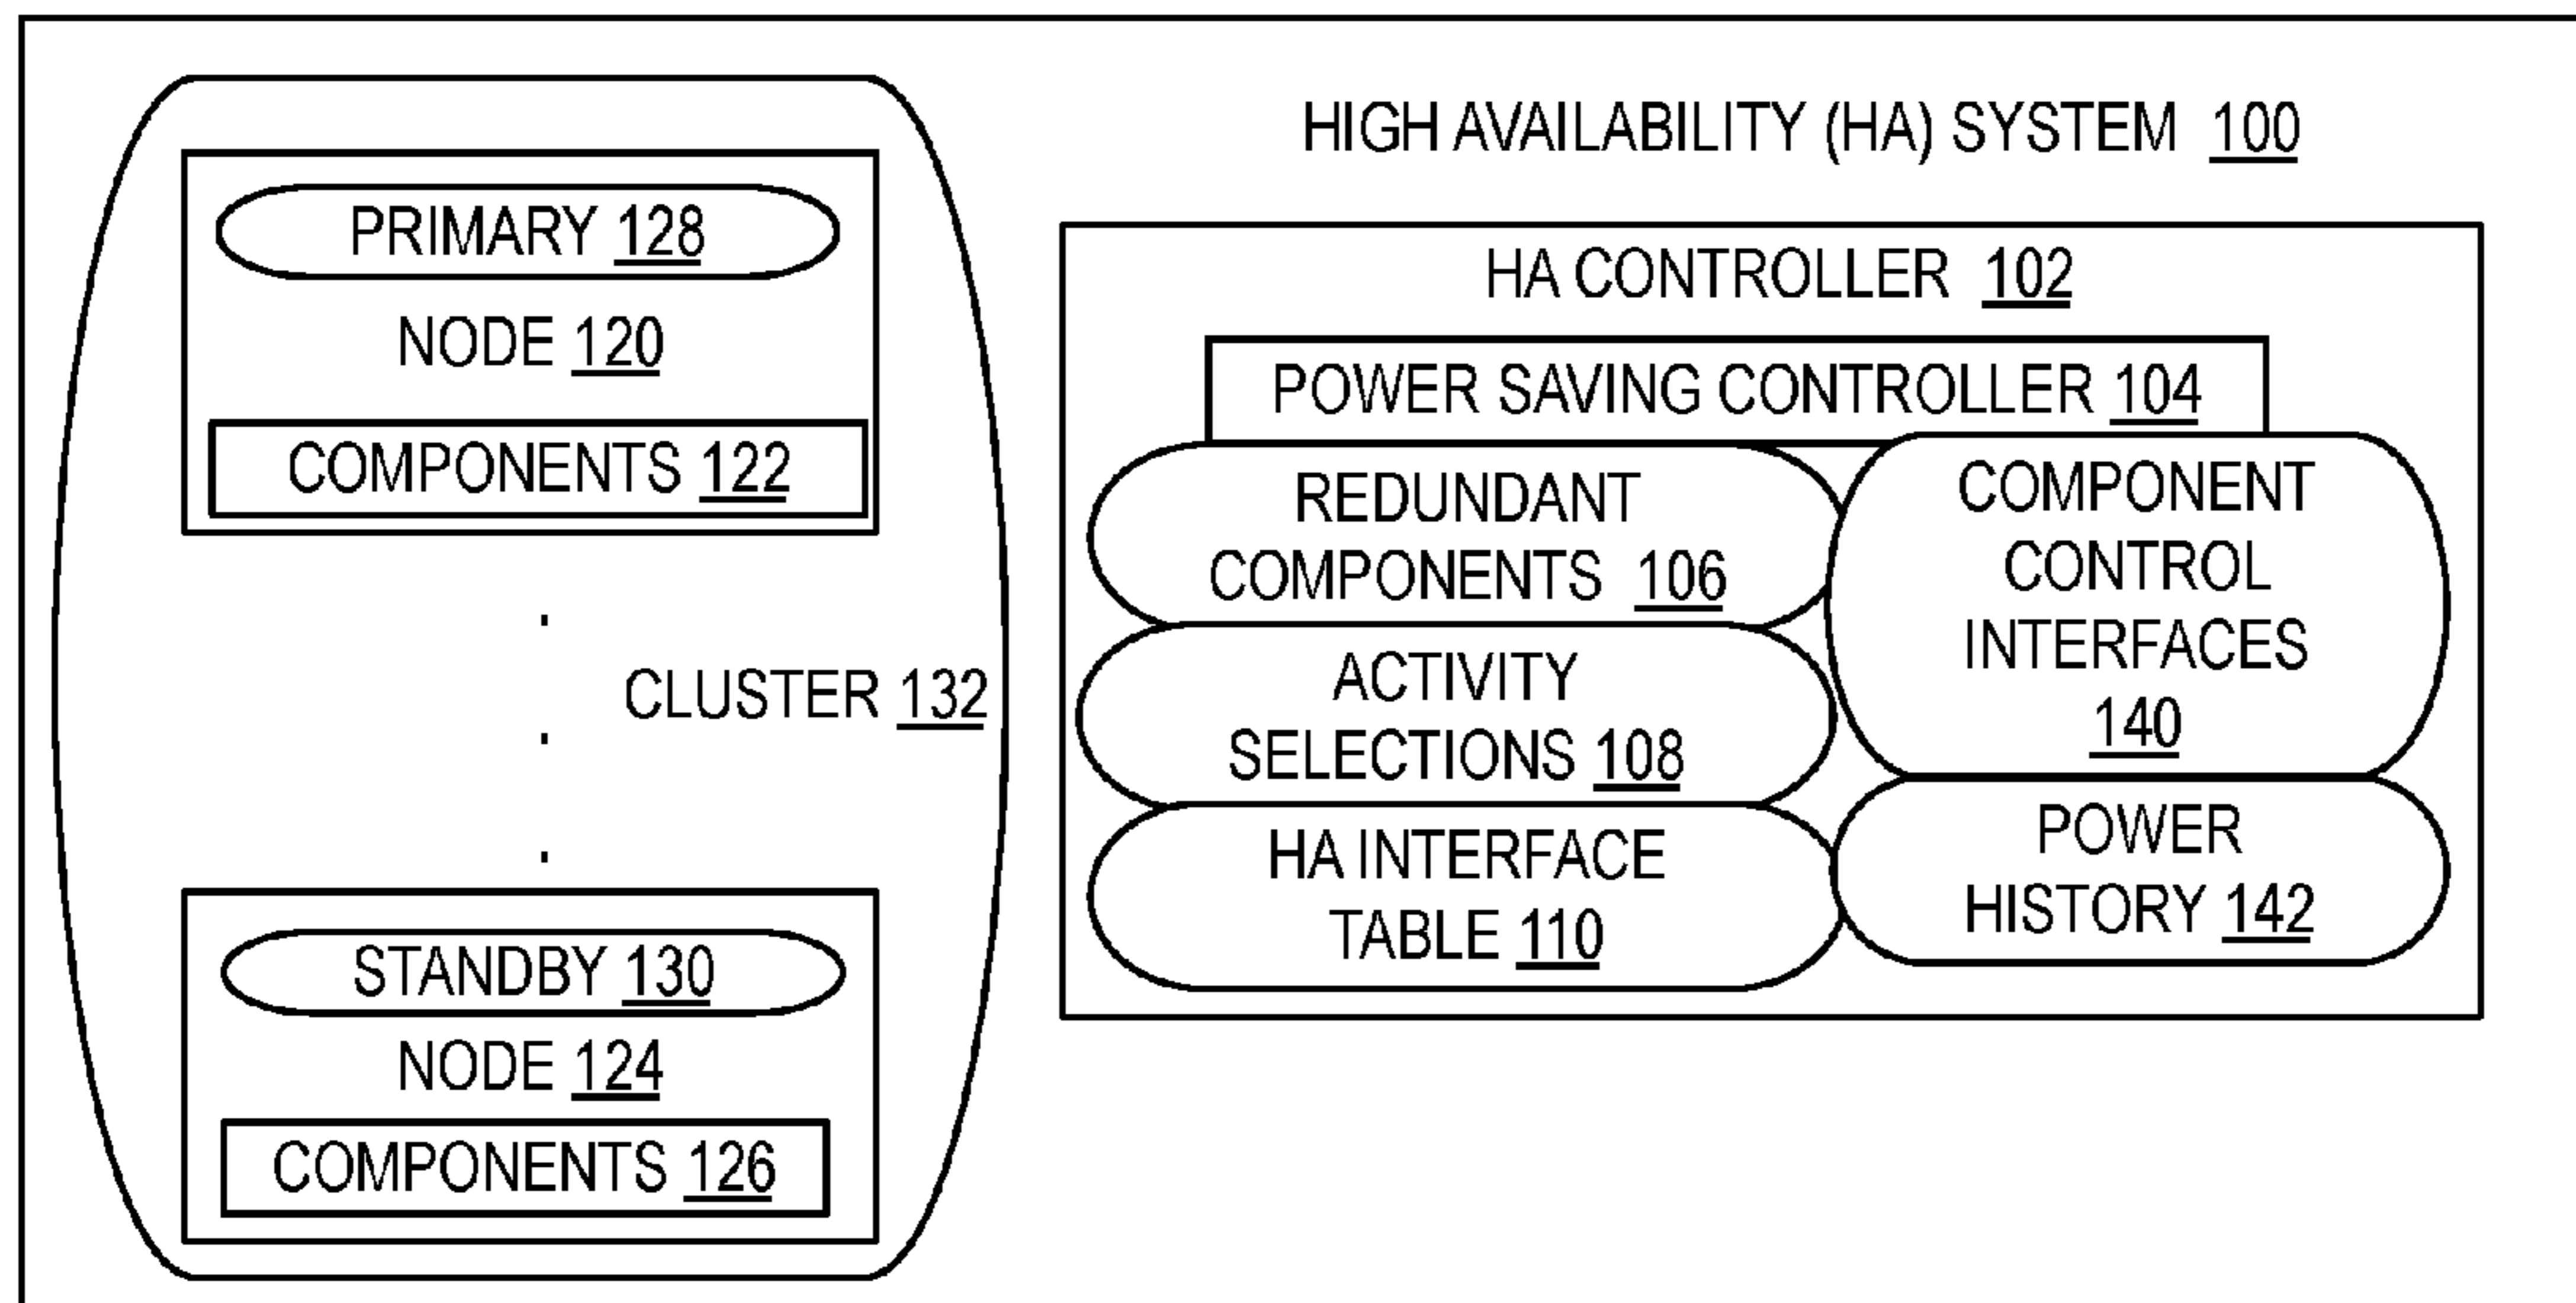 HIGH AVAILABILITY (HA) SYSTEM 100
PRIMARY 128
NODE 120
COMPONENTS 122
CLUSTER 132
STANDBY 130
NODE 124
COMPONENTS 126
HA CONTROLLER 102
POWER SAVING CONTROLLER 104
REDUNDANT
COMPONENTS 106
ACTIVITY
SELECTIONS 108
HA INTERFACE
TABLE 110
COMPONENT
CONTROL
INTERFACES
140
POWER
HISTORY 142